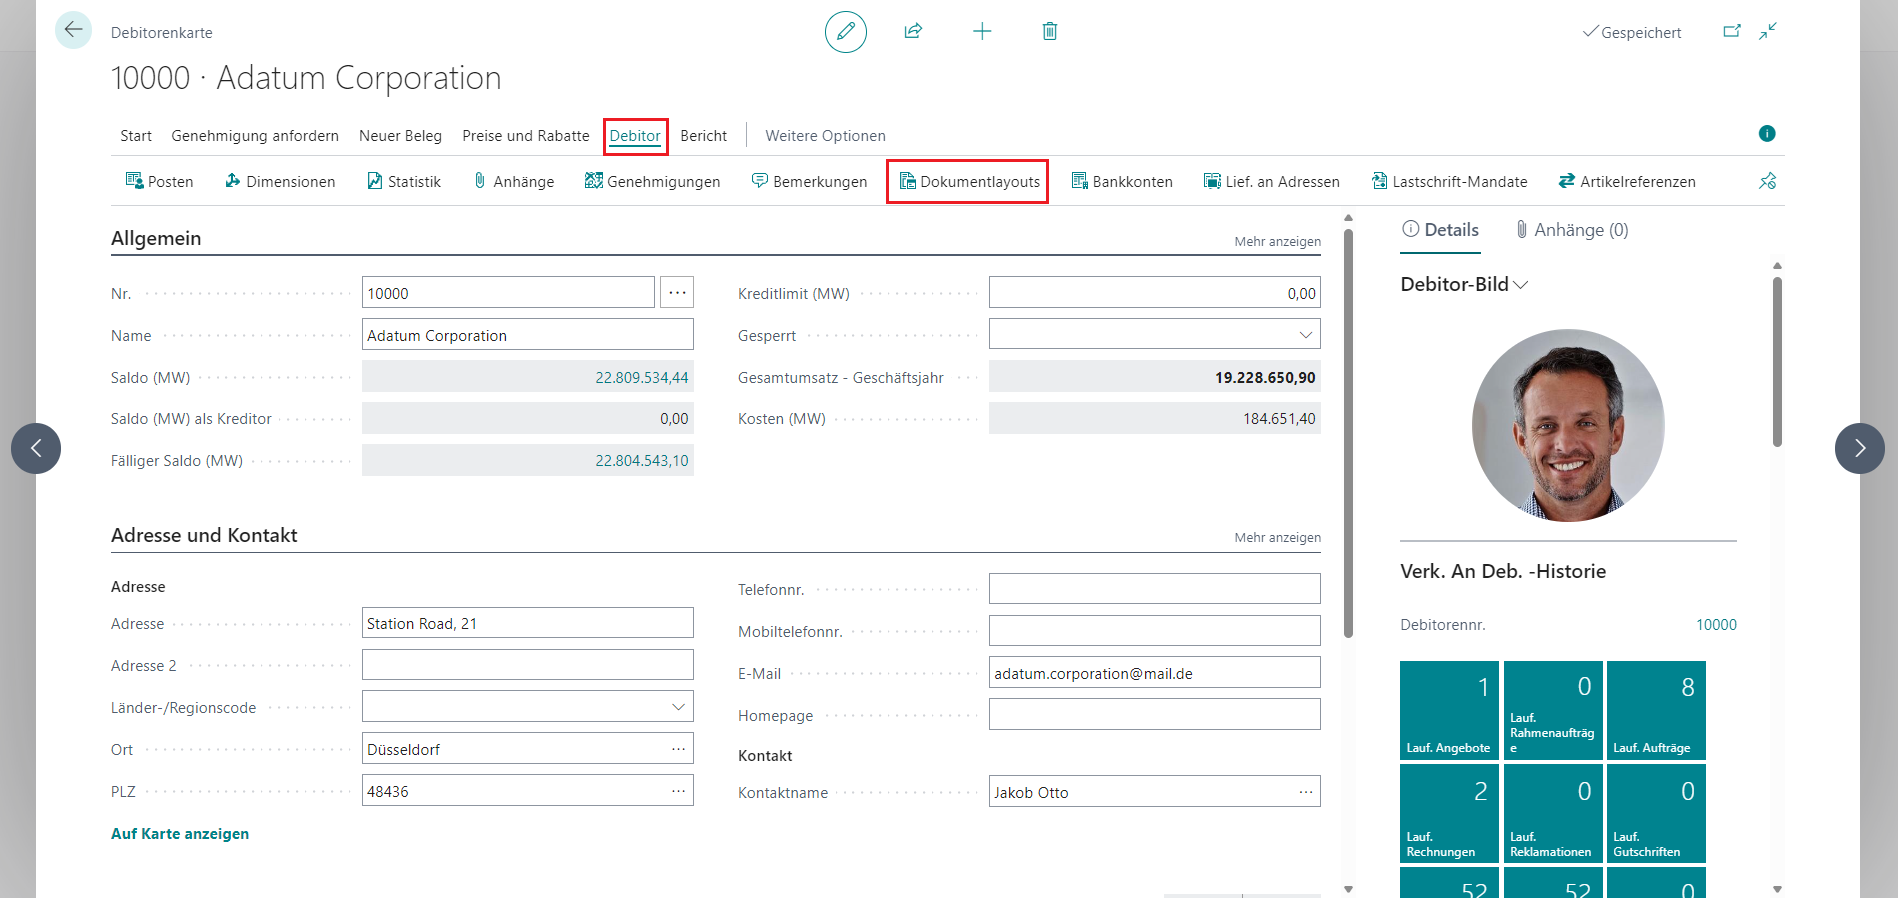 Debitorenkarte
Gespeichert
10000 · Adatum Corporation
Start Genehmigung anfordern Neuer Beleg Preise und Rabatte Debitor Bericht Weitere Optionen
Posten Dimensionen Statistik Anhänge Genehmigungen Bemerkungen Dokumentlayouts Bankkonten Lief. an Adressen Lastschrift-Mandate Artikelreferenzen
Allgemein
Mehr anzeigen
Nr. 10000
Name Adatum Corporation
Saldo (MW) 22.809.534,44
Saldo (MW) als Kreditor 0,00
Fälliger Saldo (MW) 22.804.543,10
Kreditlimit (MW) 0,00
Gesperrt
Gesamtumsatz - Geschäftsjahr 19.228.650,90
Kosten (MW) 184.651,40
Adresse und Kontakt
Mehr anzeigen
Adresse
Adresse Station Road, 21
Adresse 2
Länder-/Regionscode
Ort Düsseldorf
PLZ 48436
Auf Karte anzeigen
Telefonnr.
Mobiltelefonnr.
E-Mail adatum.corporation@mail.de
Homepage
Kontakt
Kontaktname Jakob Otto
Details Anhänge (0)
Debitor-Bild
Verk. An Deb. -Historie
Debitorennr. 10000
1
Lauf. Angebote
0
Lauf.
Rahmenaufträg
e
8
Lauf. Aufträge
2
Lauf.
Rechnungen
0
Lauf.
Reklamationen
0
Lauf.
Gutschriften
52
52
0